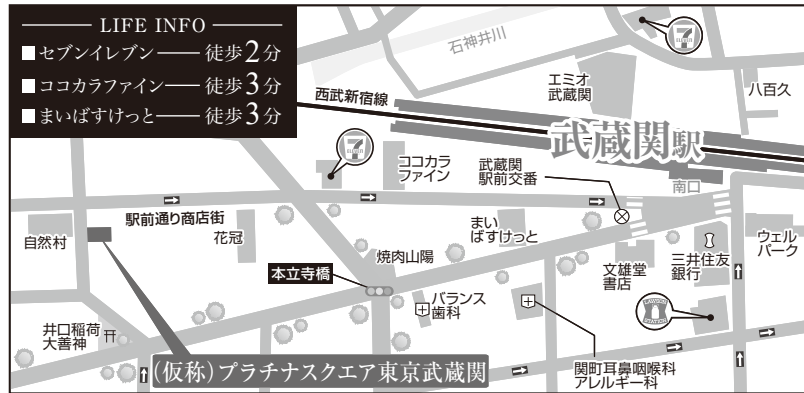 LIFE INFO
■セブンイレブン── 徒歩2分
■ココカラファイン── 徒歩3分
■まいばすけっと── 徒歩3分
石神井川
7
ELEVEN
エミオ
武蔵関
八百久
西武新宿線
武蔵関駅
7
ELEVEN
ココカラ
ファイン
武蔵関
駅前交番
南口
駅前通り商店街
自然村
花冠
まい
ばすけっと
焼肉山陽
文雄堂
書店
三井住友
銀行
ウェル
パーク
本立寺橋
バランス
歯科
LAWSON
STATION
井口稲荷
大善神
(仮称)プラチナスクエア東京武蔵関
関町耳鼻咽喉科
アレルギー科